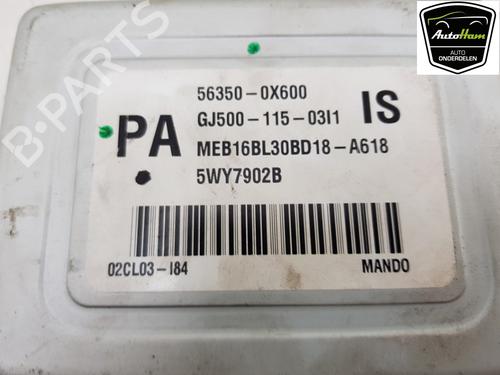 AutoHam
AUTO
ONDERDELEN
56350-0X600
GJ500-115-03I1
PA
IS
MEB16BL30BD18-A618
5WY7902B
02CL03-I84
MANDO
B-PARTS